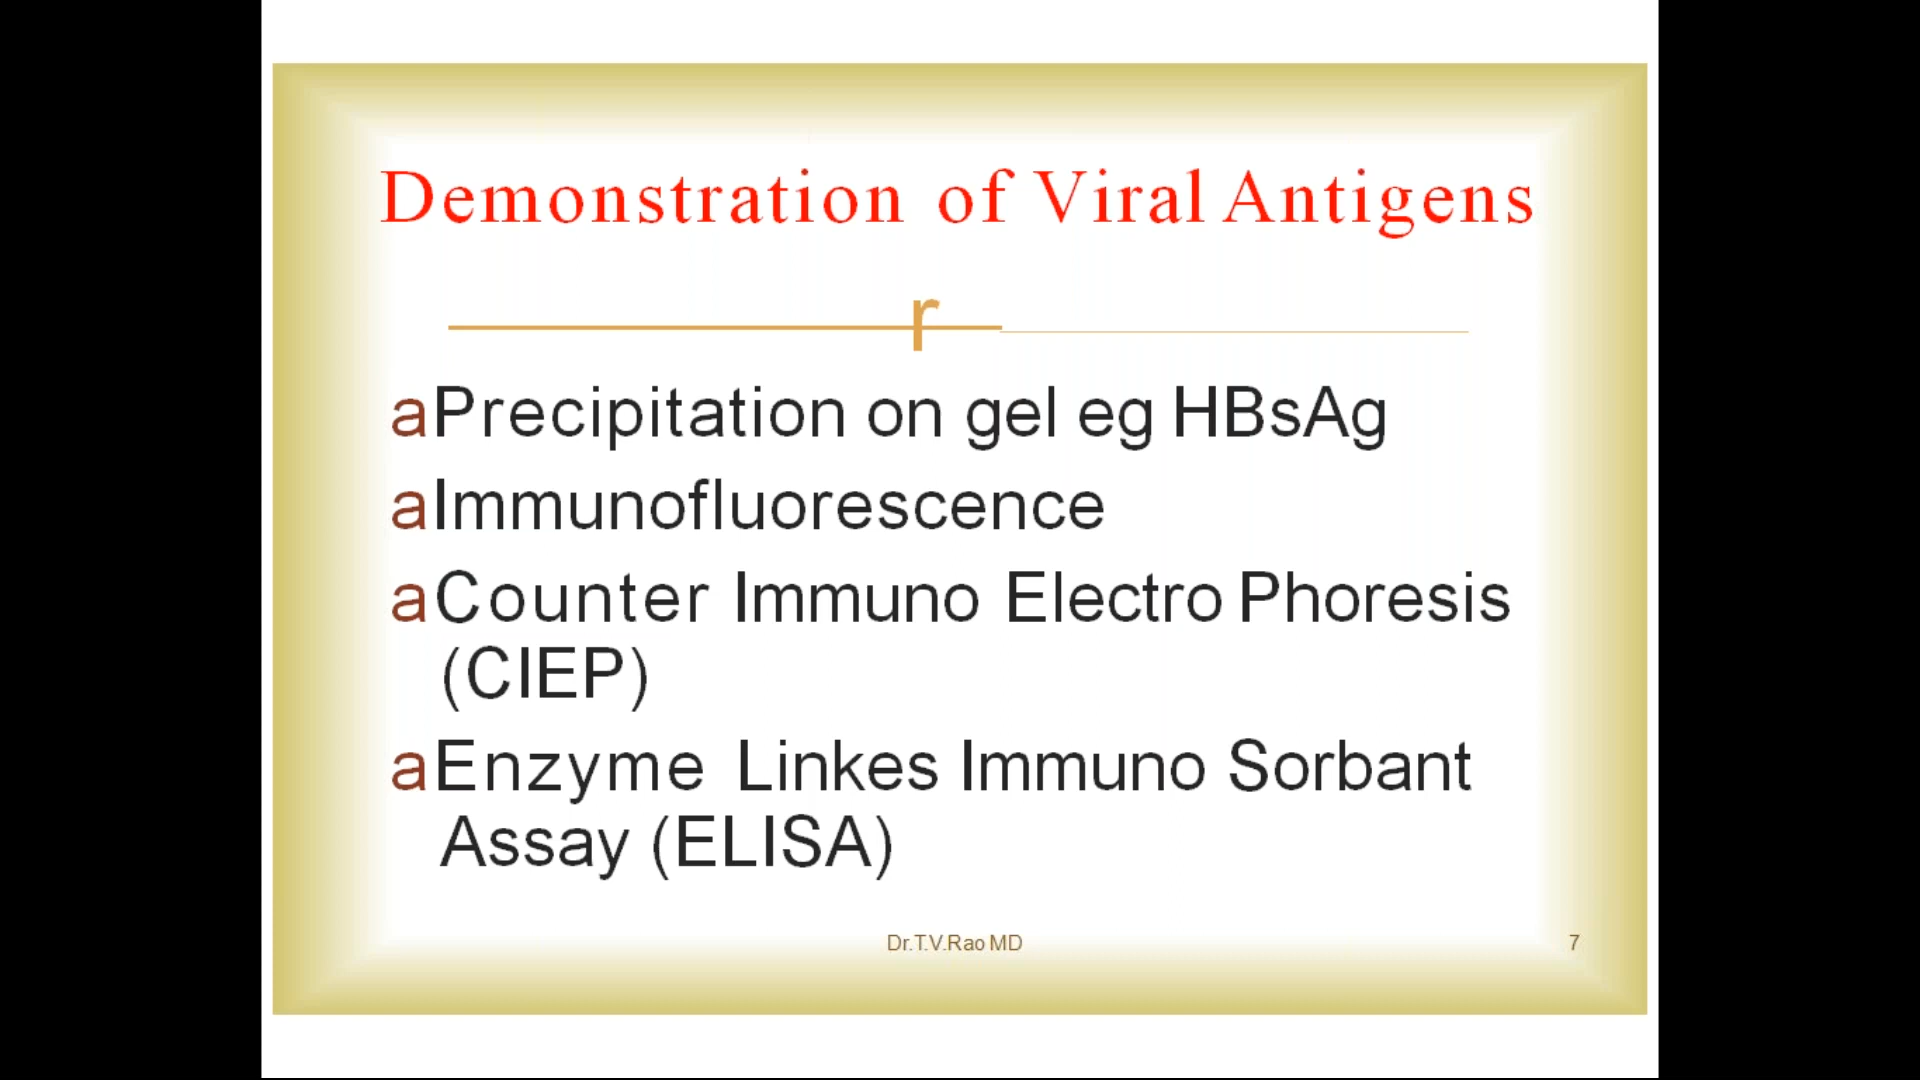 Demonstration of Viral Antigens
r
aPrecipitation on gel eg HBsAg
aImmunofluorescence
aCounter Immuno Electro Phoresis
(CIEP)
aEnzyme Linkes Immuno Sorbant
Assay (ELISA)
Dr.T.V.Rao MD
7